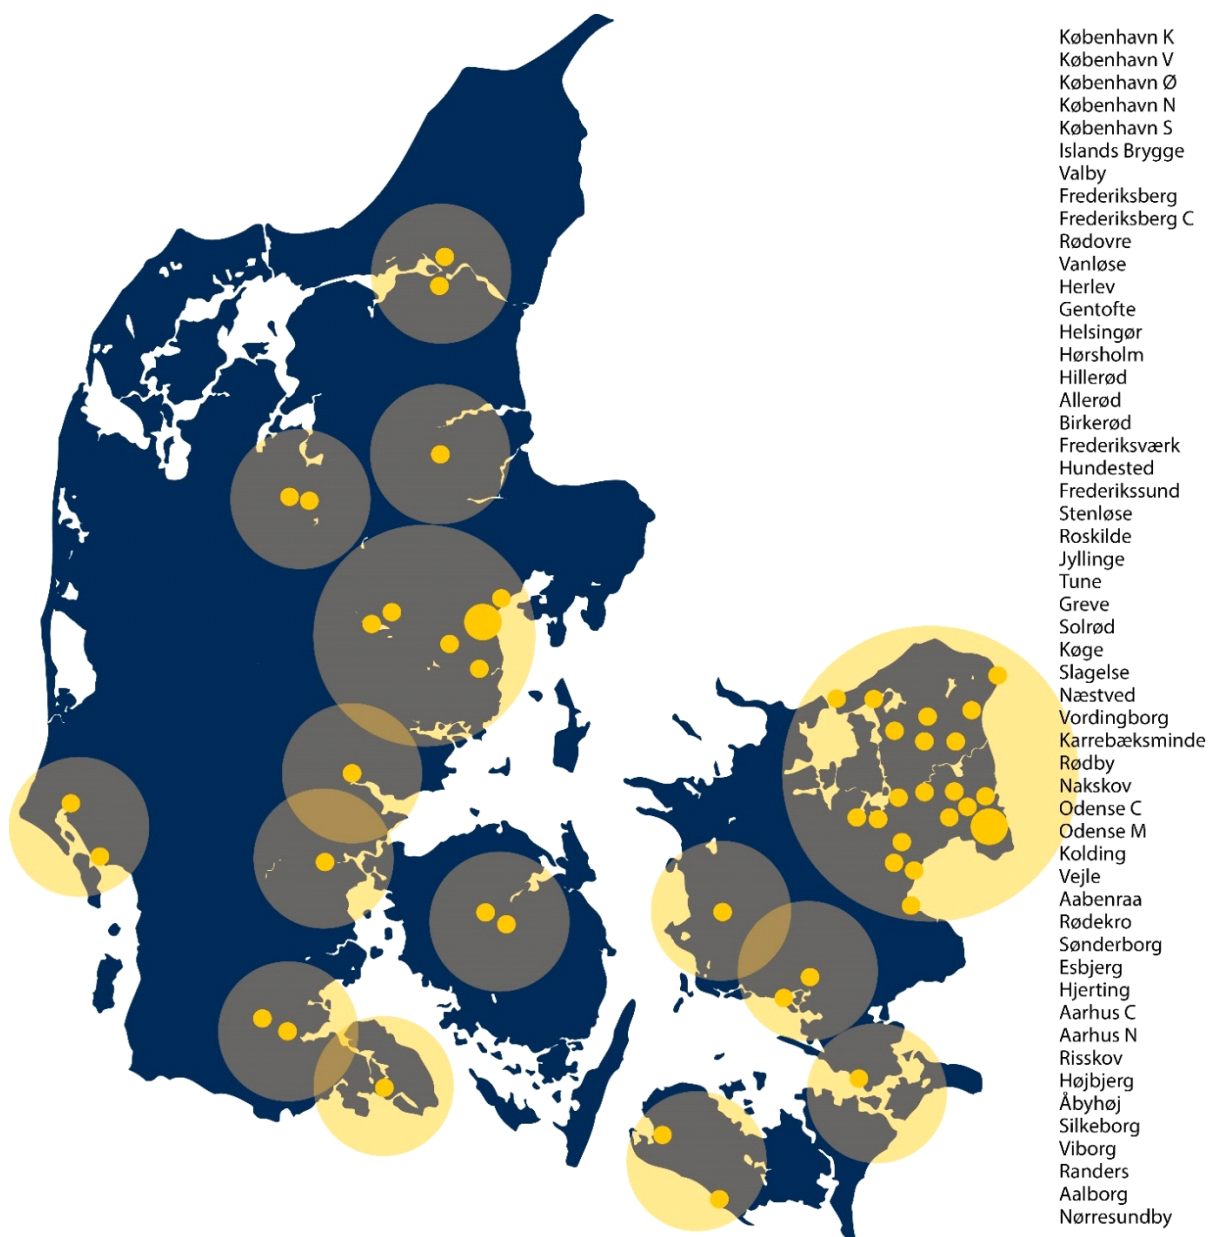 København K
København V
København Ø
København N
København S
Islands Brygge
Valby
Frederiksberg
Frederiksberg C
Rødovre
Vanløse
Herlev
Gentofte
Helsingør
Hørsholm
Hillerød
Allerød
Birkerød
Frederiksværk
Hundested
Frederikssund
Stenløse
Roskilde
Jyllinge
Tune
Greve
Solrød
Køge
Slagelse
Næstved
Vordingborg
Karrebæksminde
Rødby
Nakskov
Odense C
Odense M
Kolding
Vejle
Aabenraa
Rødekro
Sønderborg
Esbjerg
Hjerting
Aarhus C
Aarhus N
Risskov
Højbjerg
Åbyhøj
Silkeborg
Viborg
Randers
Aalborg
Nørresundby